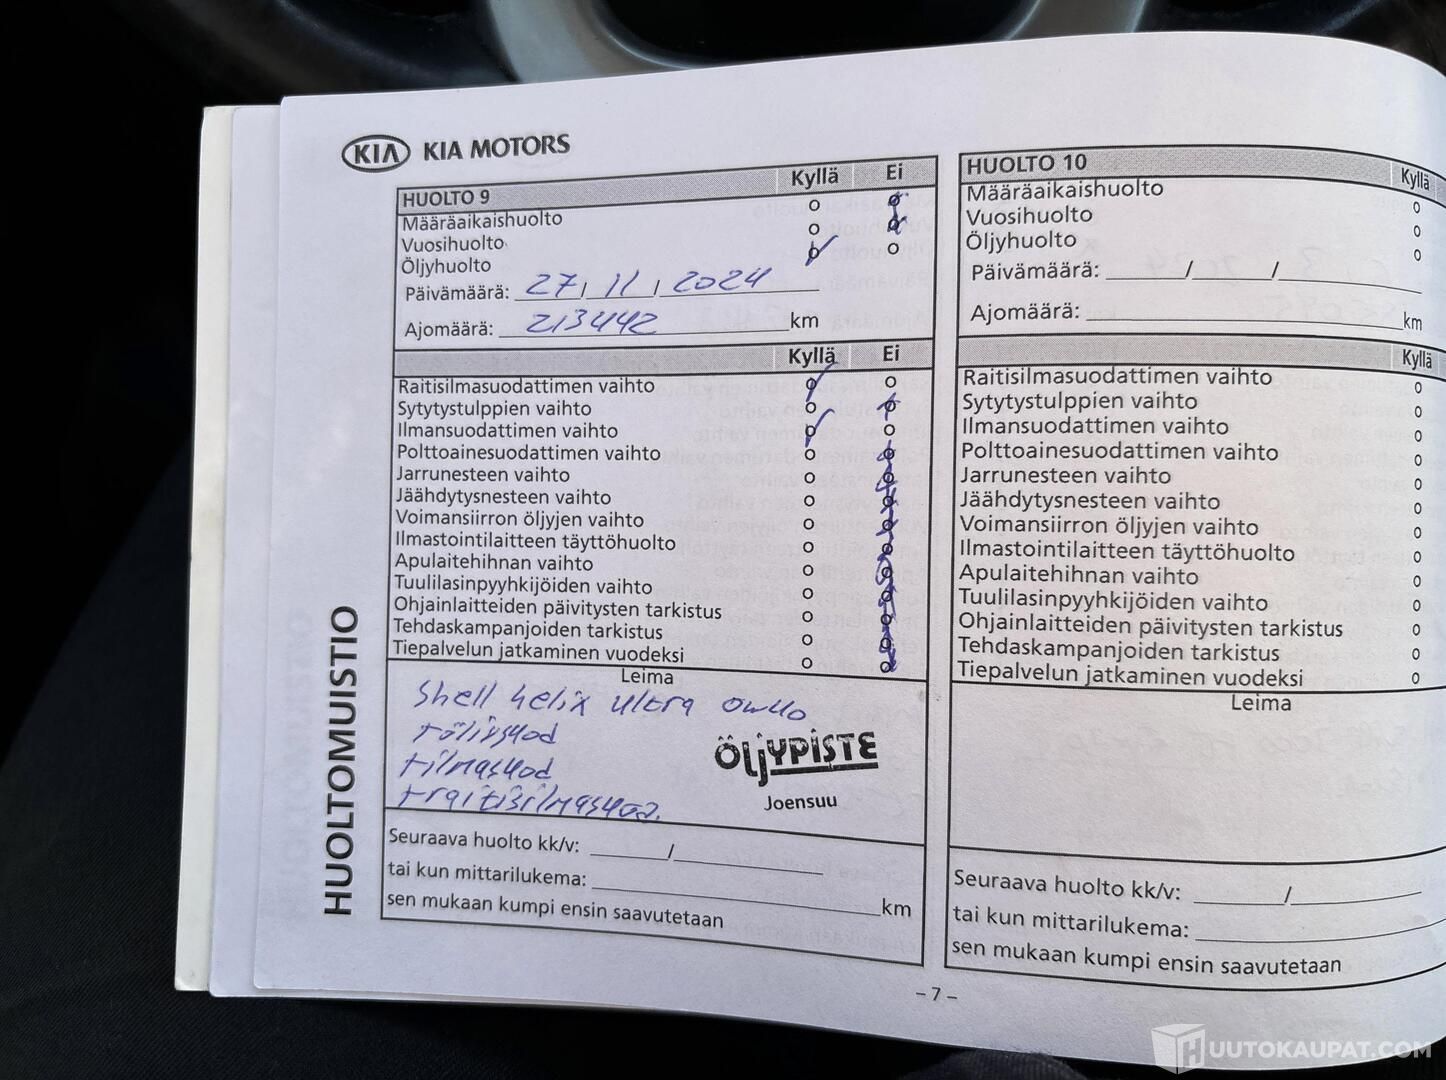 KIA KIA MOTORS
HUOLTO 9 Kyllä Ei
Määräaikaishuolto
Vuosihuolto
Öljyhuolto
Päivämäärä: 27 / 11 / 2024
Ajomäärä: 213442 km
Kyllä Ei
Raitisilmasuodattimen vaihto
Sytytystulppien vaihto
Ilmansuodattimen vaihto
Polttoainesuodattimen vaihto
Jarrunesteen vaihto
Jäähdytysnesteen vaihto
Voimansiirron öljyjen vaihto
Ilmastointilaitteen täyttöhuolto
Apulaitehihnan vaihto
Tuulilasinpyyhkijöiden vaihto
Ohjainlaitteiden päivitysten tarkistus
Tehdaskampanjoiden tarkistus
Tiepalvelun jatkaminen vuodeksi
Leima
Shell helix ultra 0w40
+öljysuod
+ilmasuod
+raitisilmasuod.
ÖljYPiSTE
Joensuu
Seuraava huolto kk/v: /
tai kun mittarilukema: km
sen mukaan kumpi ensin saavutetaan
HUOLTO 10 Kyllä
Määräaikaishuolto
Vuosihuolto
Öljyhuolto
Päivämäärä: / /
Ajomäärä: km
Kyllä
Raitisilmasuodattimen vaihto
Sytytystulppien vaihto
Ilmansuodattimen vaihto
Polttoainesuodattimen vaihto
Jarrunesteen vaihto
Jäähdytysnesteen vaihto
Voimansiirron öljyjen vaihto
Ilmastointilaitteen täyttöhuolto
Apulaitehihnan vaihto
Tuulilasinpyyhkijöiden vaihto
Ohjainlaitteiden päivitysten tarkistus
Tehdaskampanjoiden tarkistus
Tiepalvelun jatkaminen vuodeksi
Leima
Seuraava huolto kk/v: /
tai kun mittarilukema:
sen mukaan kumpi ensin saavutetaan
HUOLTOMUISTIO
– 7 –
HUUTOKAUPAT.COM